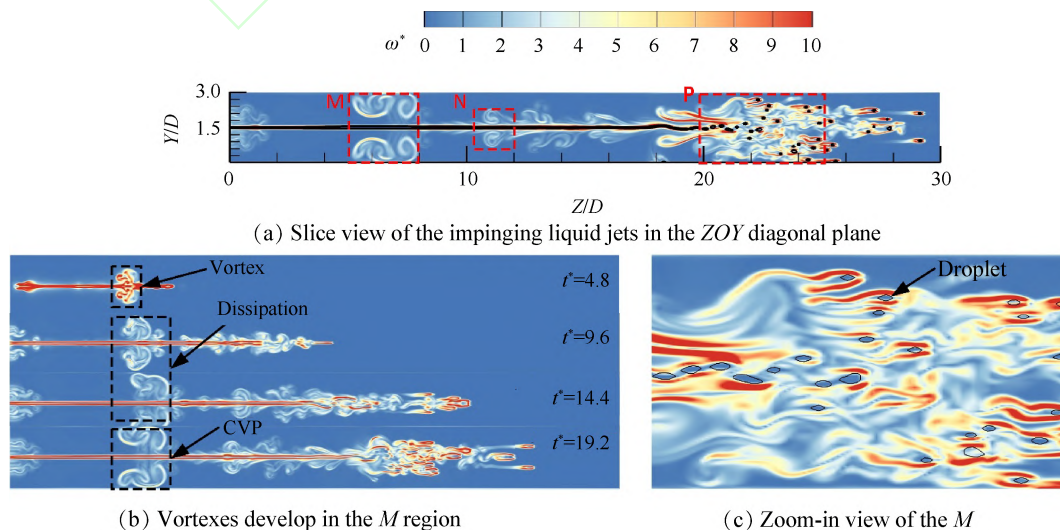 ω* 0 1 2 3 4 5 6 7 8 9 10
3.0
M
N
P
Y/D
1.5
0 10 20 30
Z/D
(a) Slice view of the impinging liquid jets in the ZOY diagonal plane
Vortex
t*=4.8
Dissipation
t*=9.6
t*=14.4
CVP
t*=19.2
(b) Vortexes develop in the M region
Droplet
(c) Zoom-in view of the M